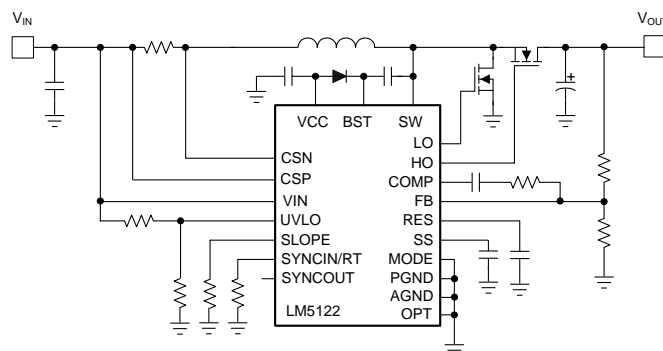 VIN
VOUT
+
VCC BST SW
LO
HO
CSN
COMP
CSP
FB
VIN
RES
UVLO
SS
SLOPE
MODE
SYNCIN/RT
PGND
SYNCOUT
AGND
LM5122
OPT